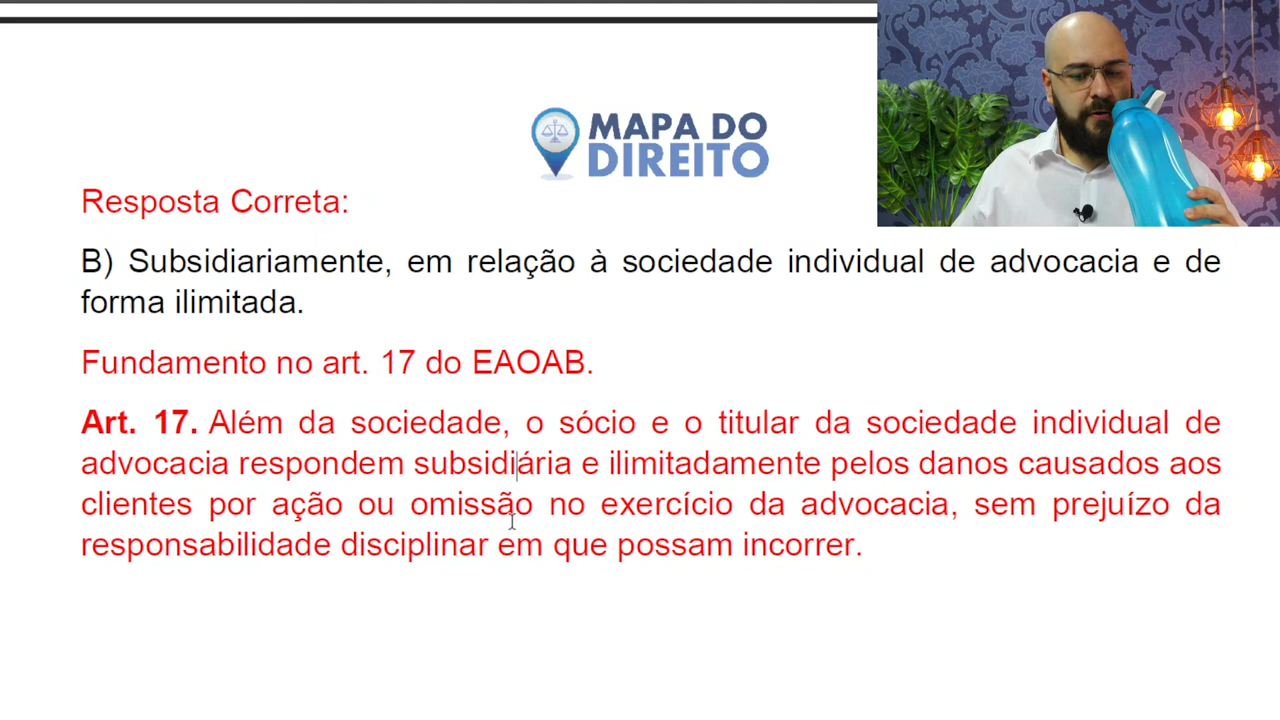 MAPA DO
DIREITO
Resposta Correta:
B) Subsidiariamente, em relação à sociedade individual de advocacia e de
forma ilimitada.
Fundamento no art. 17 do EAOAB.
Art. 17. Além da sociedade, o sócio e o titular da sociedade individual de
advocacia respondem subsidiária e ilimitadamente pelos danos causados aos
clientes por ação ou omissão no exercício da advocacia, sem prejuízo da
responsabilidade disciplinar em que possam incorrer.